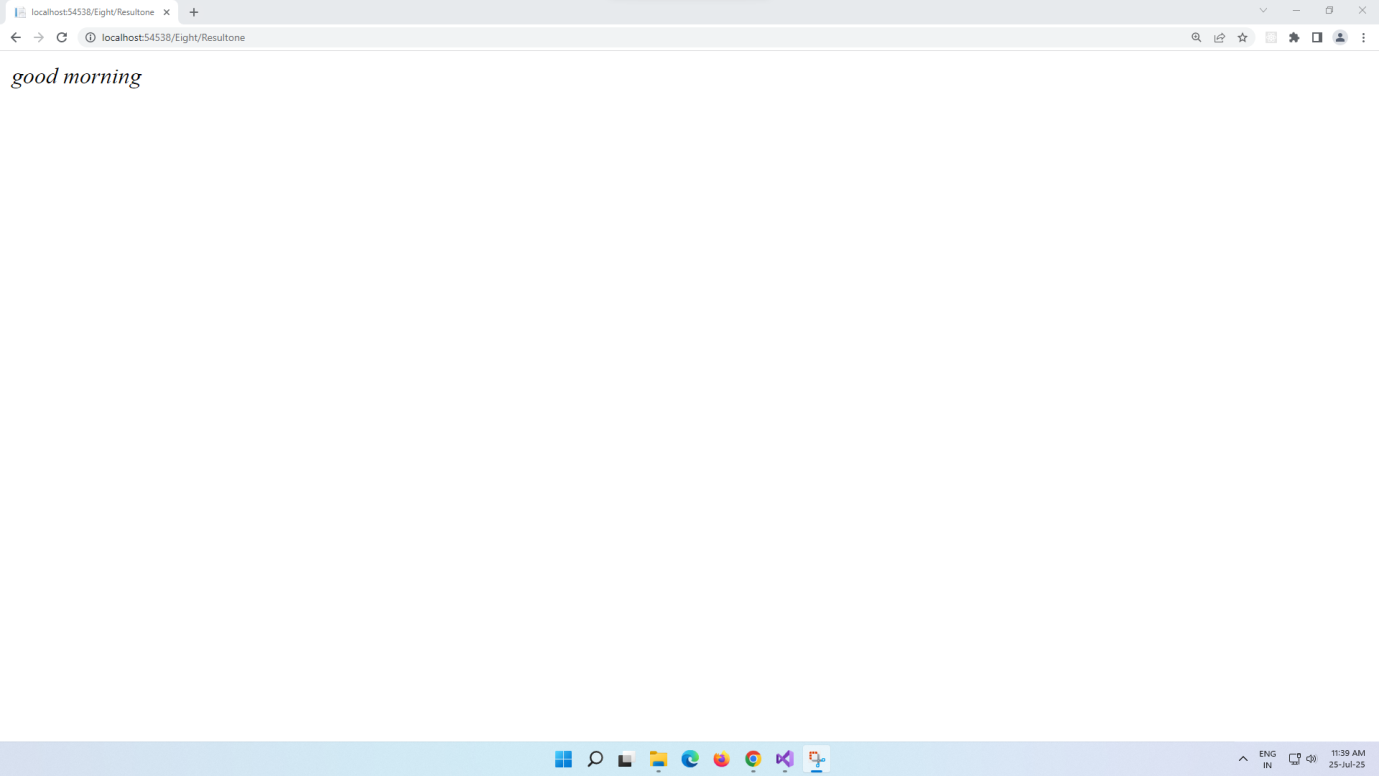 localhost:54538/Eight/Resultone
localhost:54538/Eight/Resultone
good morning
ENG
IN
11:39 AM
25-Jul-25